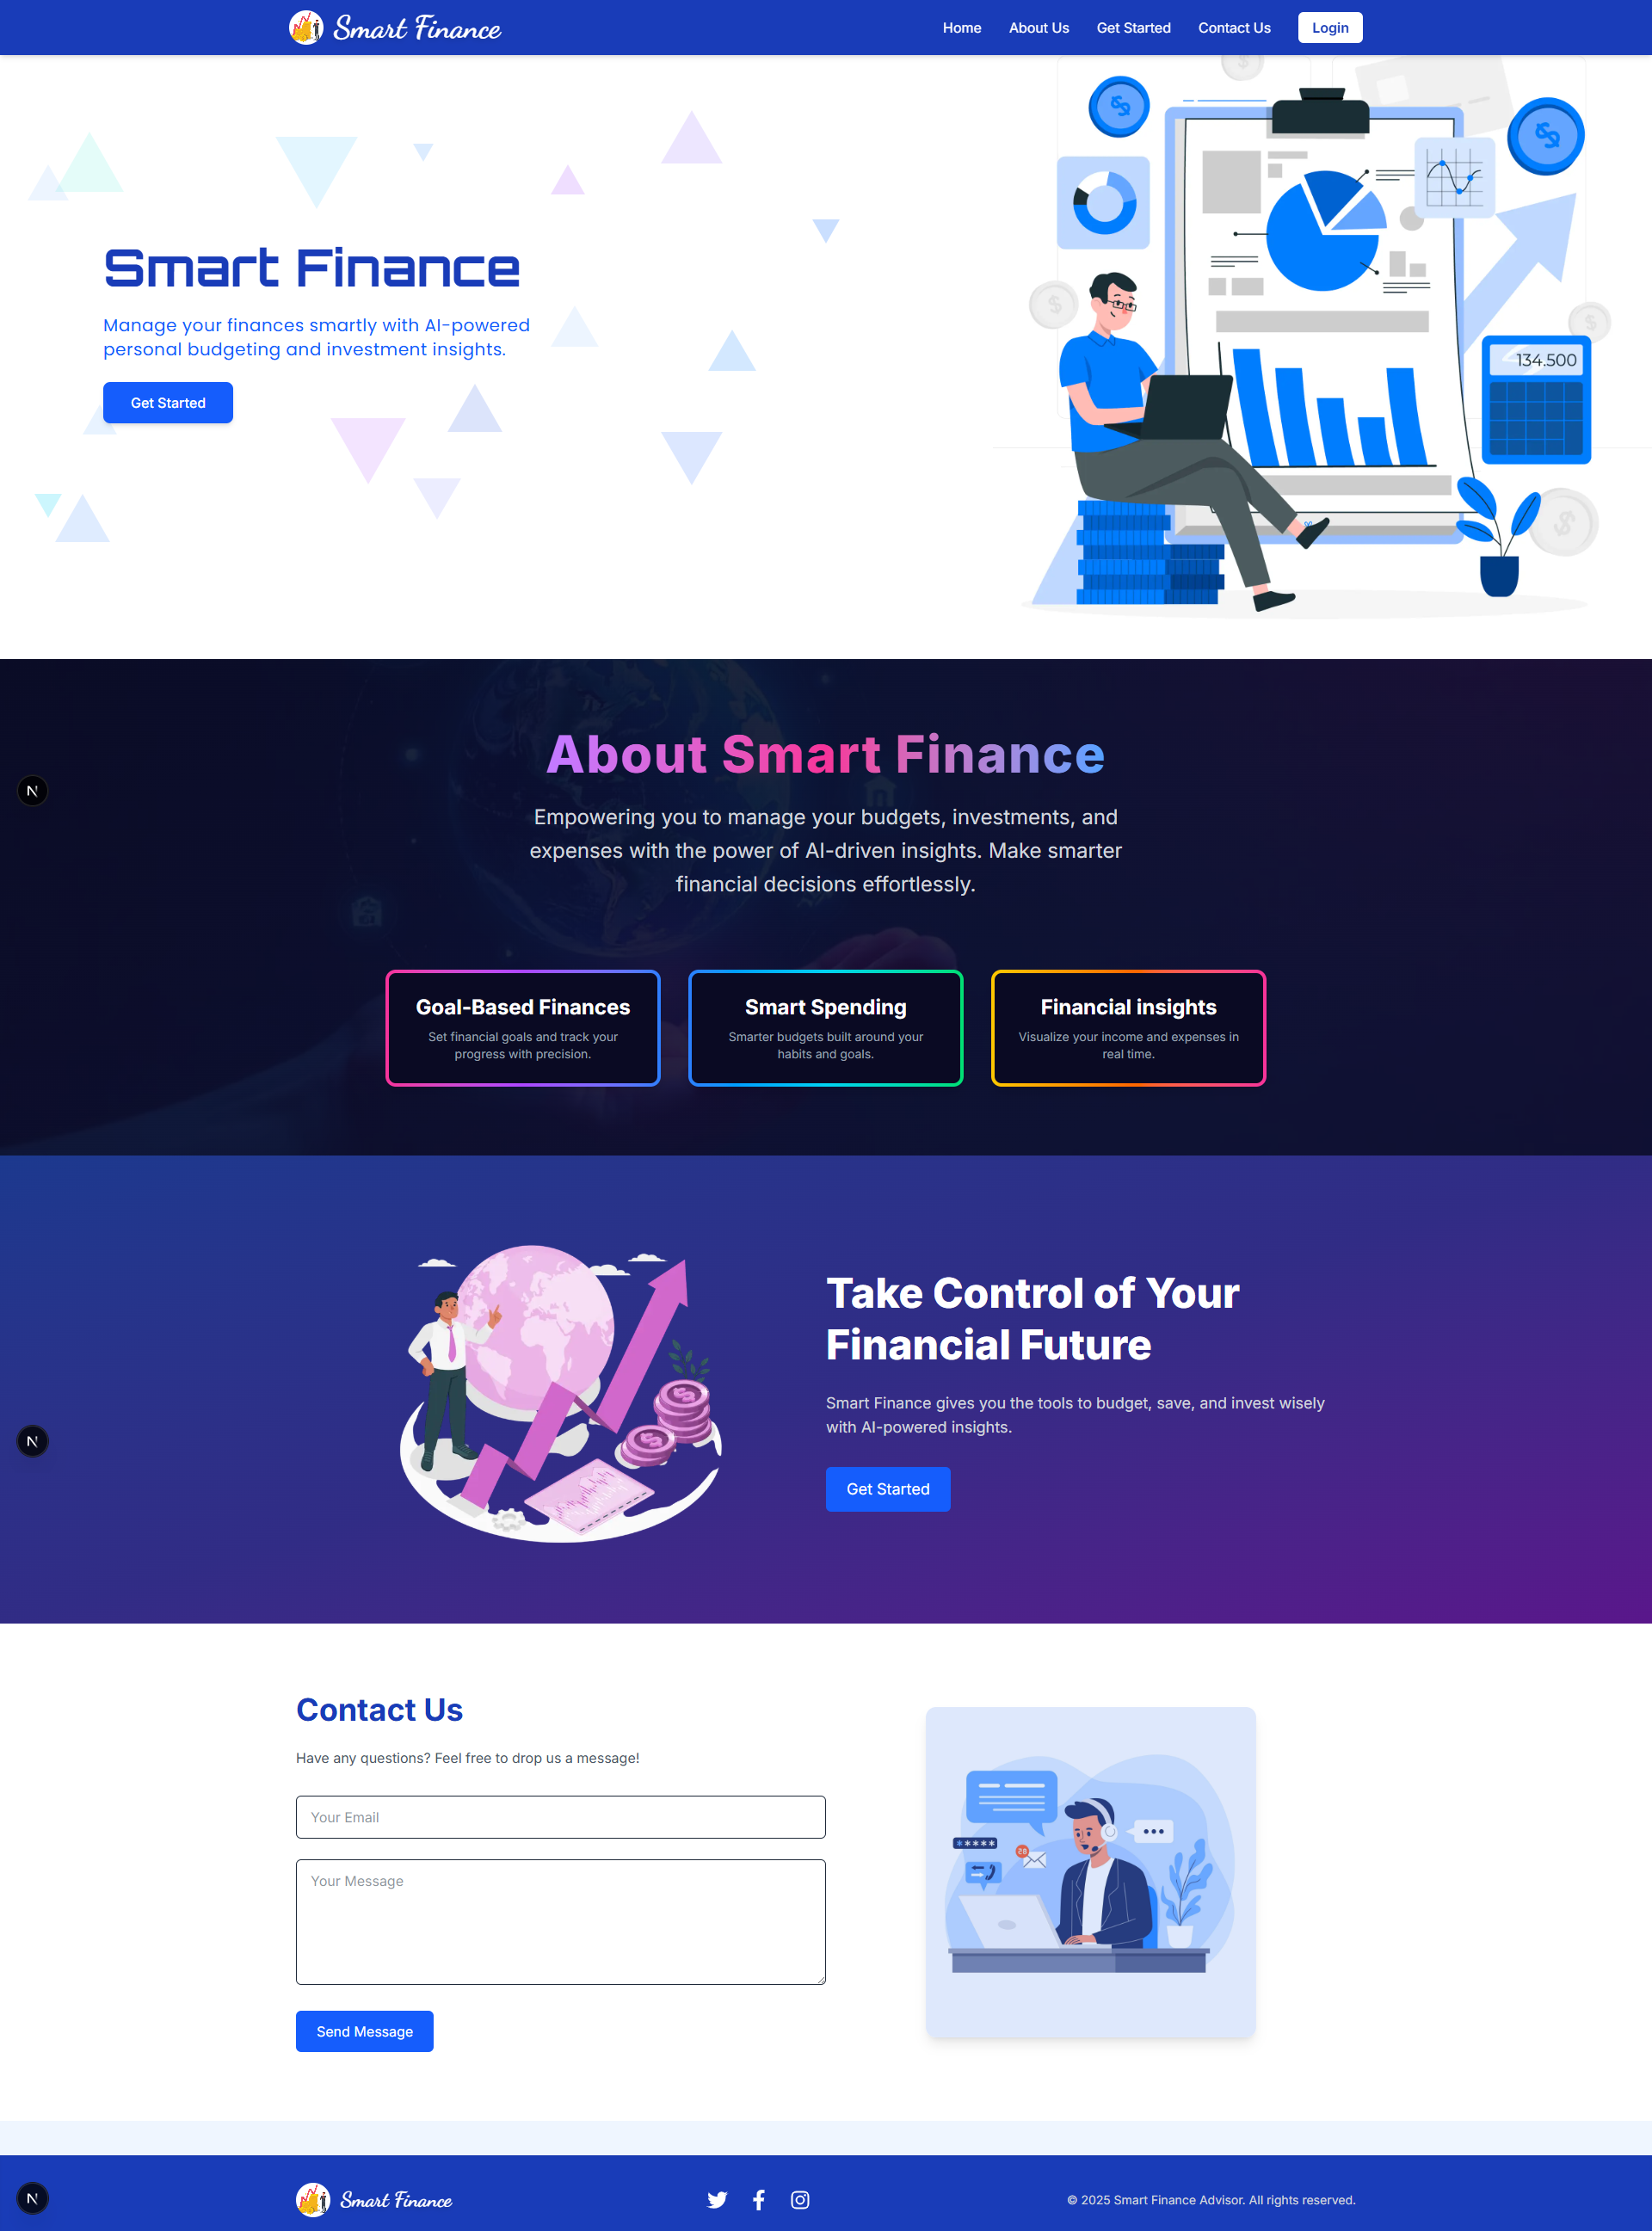 Smart Finance
Home
About Us
Get Started
Contact Us
Login
134.500
Smart Finance
Manage your finances smartly with AI-powered
personal budgeting and investment insights.
Get Started
About Smart Finance
Empowering you to manage your budgets, investments, and
expenses with the power of AI-driven insights. Make smarter
financial decisions effortlessly.
Goal-Based Finances
Set financial goals and track your
progress with precision.
Smart Spending
Smarter budgets built around your
habits and goals.
Financial insights
Visualize your income and expenses in
real time.
N
Take Control of Your
Financial Future
Smart Finance gives you the tools to budget, save, and invest wisely
with AI-powered insights.
Get Started
N
Contact Us
Have any questions? Feel free to drop us a message!
Your Email
Your Message
Send Message
28
*****
N
Smart Finance
© 2025 Smart Finance Advisor. All rights reserved.